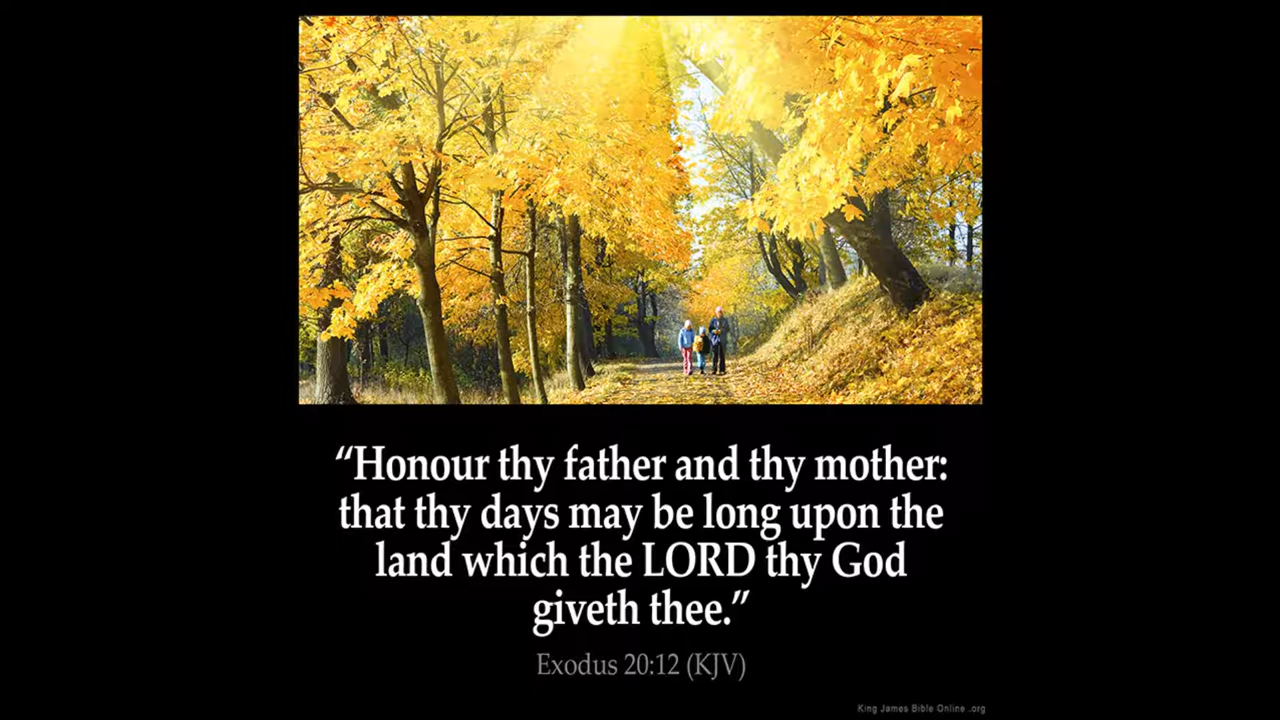 “Honour thy father and thy mother:
that thy days may be long upon the
land which the LORD thy God
giveth thee.”
Exodus 20:12 (KJV)
King James Bible Online .org